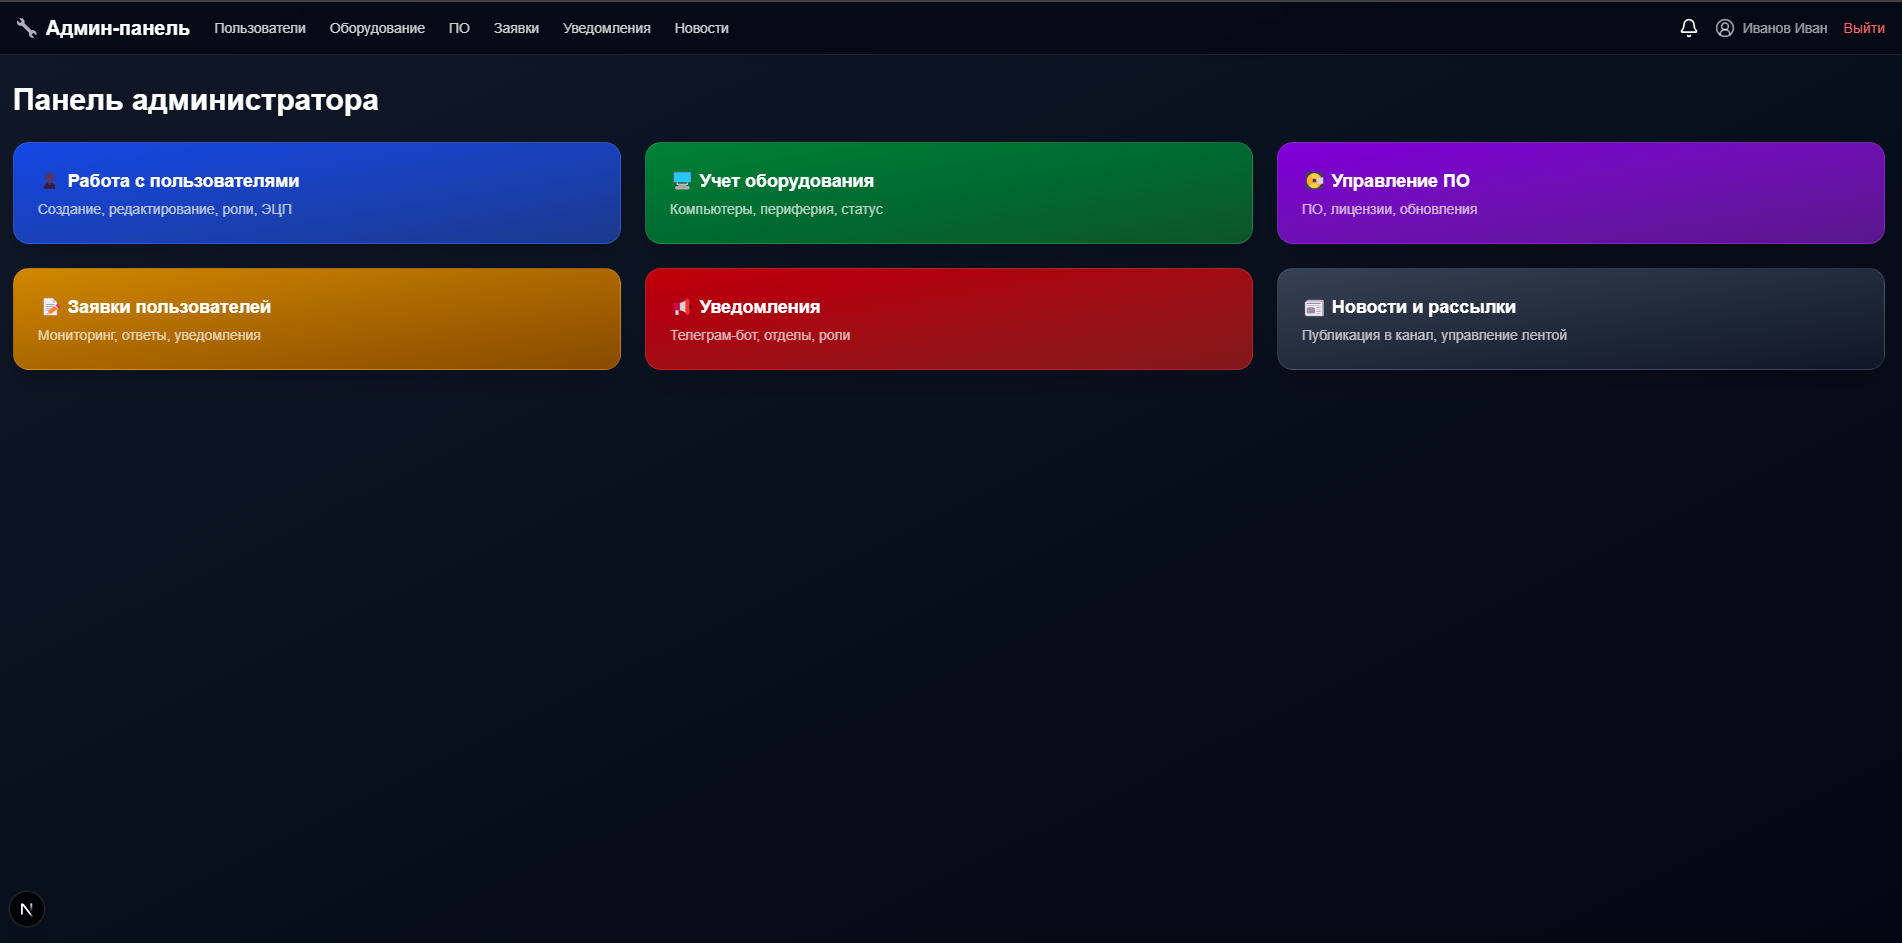 Админ-панель Пользователи Оборудование ПО Заявки Уведомления Новости Иванов Иван Выйти
Панель администратора
Работа с пользователями
Создание, редактирование, роли, ЭЦП
Учет оборудования
Компьютеры, периферия, статус
Управление ПО
ПО, лицензии, обновления
Заявки пользователей
Мониторинг, ответы, уведомления
Уведомления
Телеграм-бот, отделы, роли
Новости и рассылки
Публикация в канал, управление лентой
N